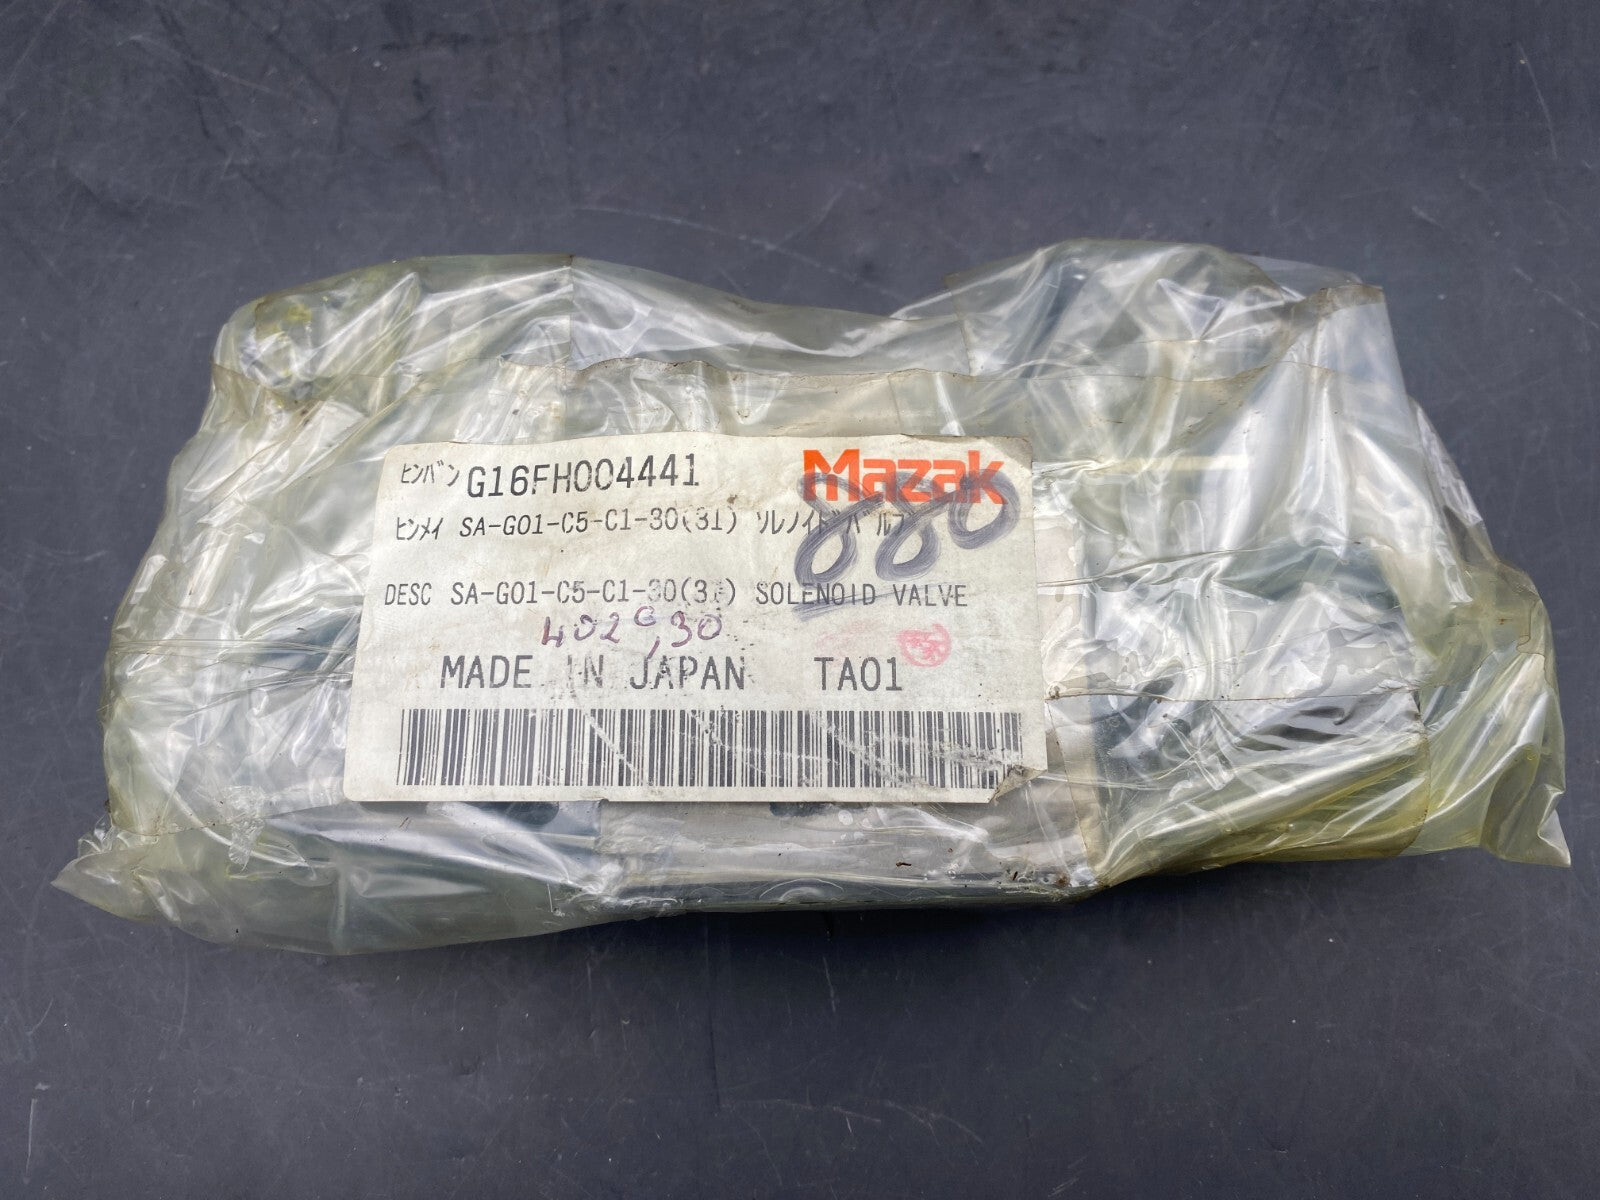 ﾋﾝﾊﾞﾝ G16FH004441 Mazak
880
ﾋﾝﾒｲ SA-G01-C5-C1-30(31) ｿﾚﾉｲﾄﾞﾊﾞﾙﾌﾞ
DESC SA-G01-C5-C1-30(31) SOLENOID VALVE
402,30
MADE IN JAPAN TA01